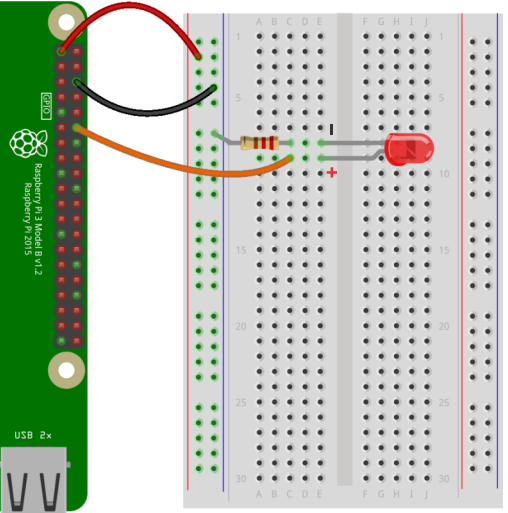 GPIO
Raspberry Pi 3 Model B v1.2
Raspberry Pi 2015
USB 2x
A B C D E F G H I J
1 1
5 5
10
15 15
20 20
25 25
30 30
A B C D E F G H I J
-
+